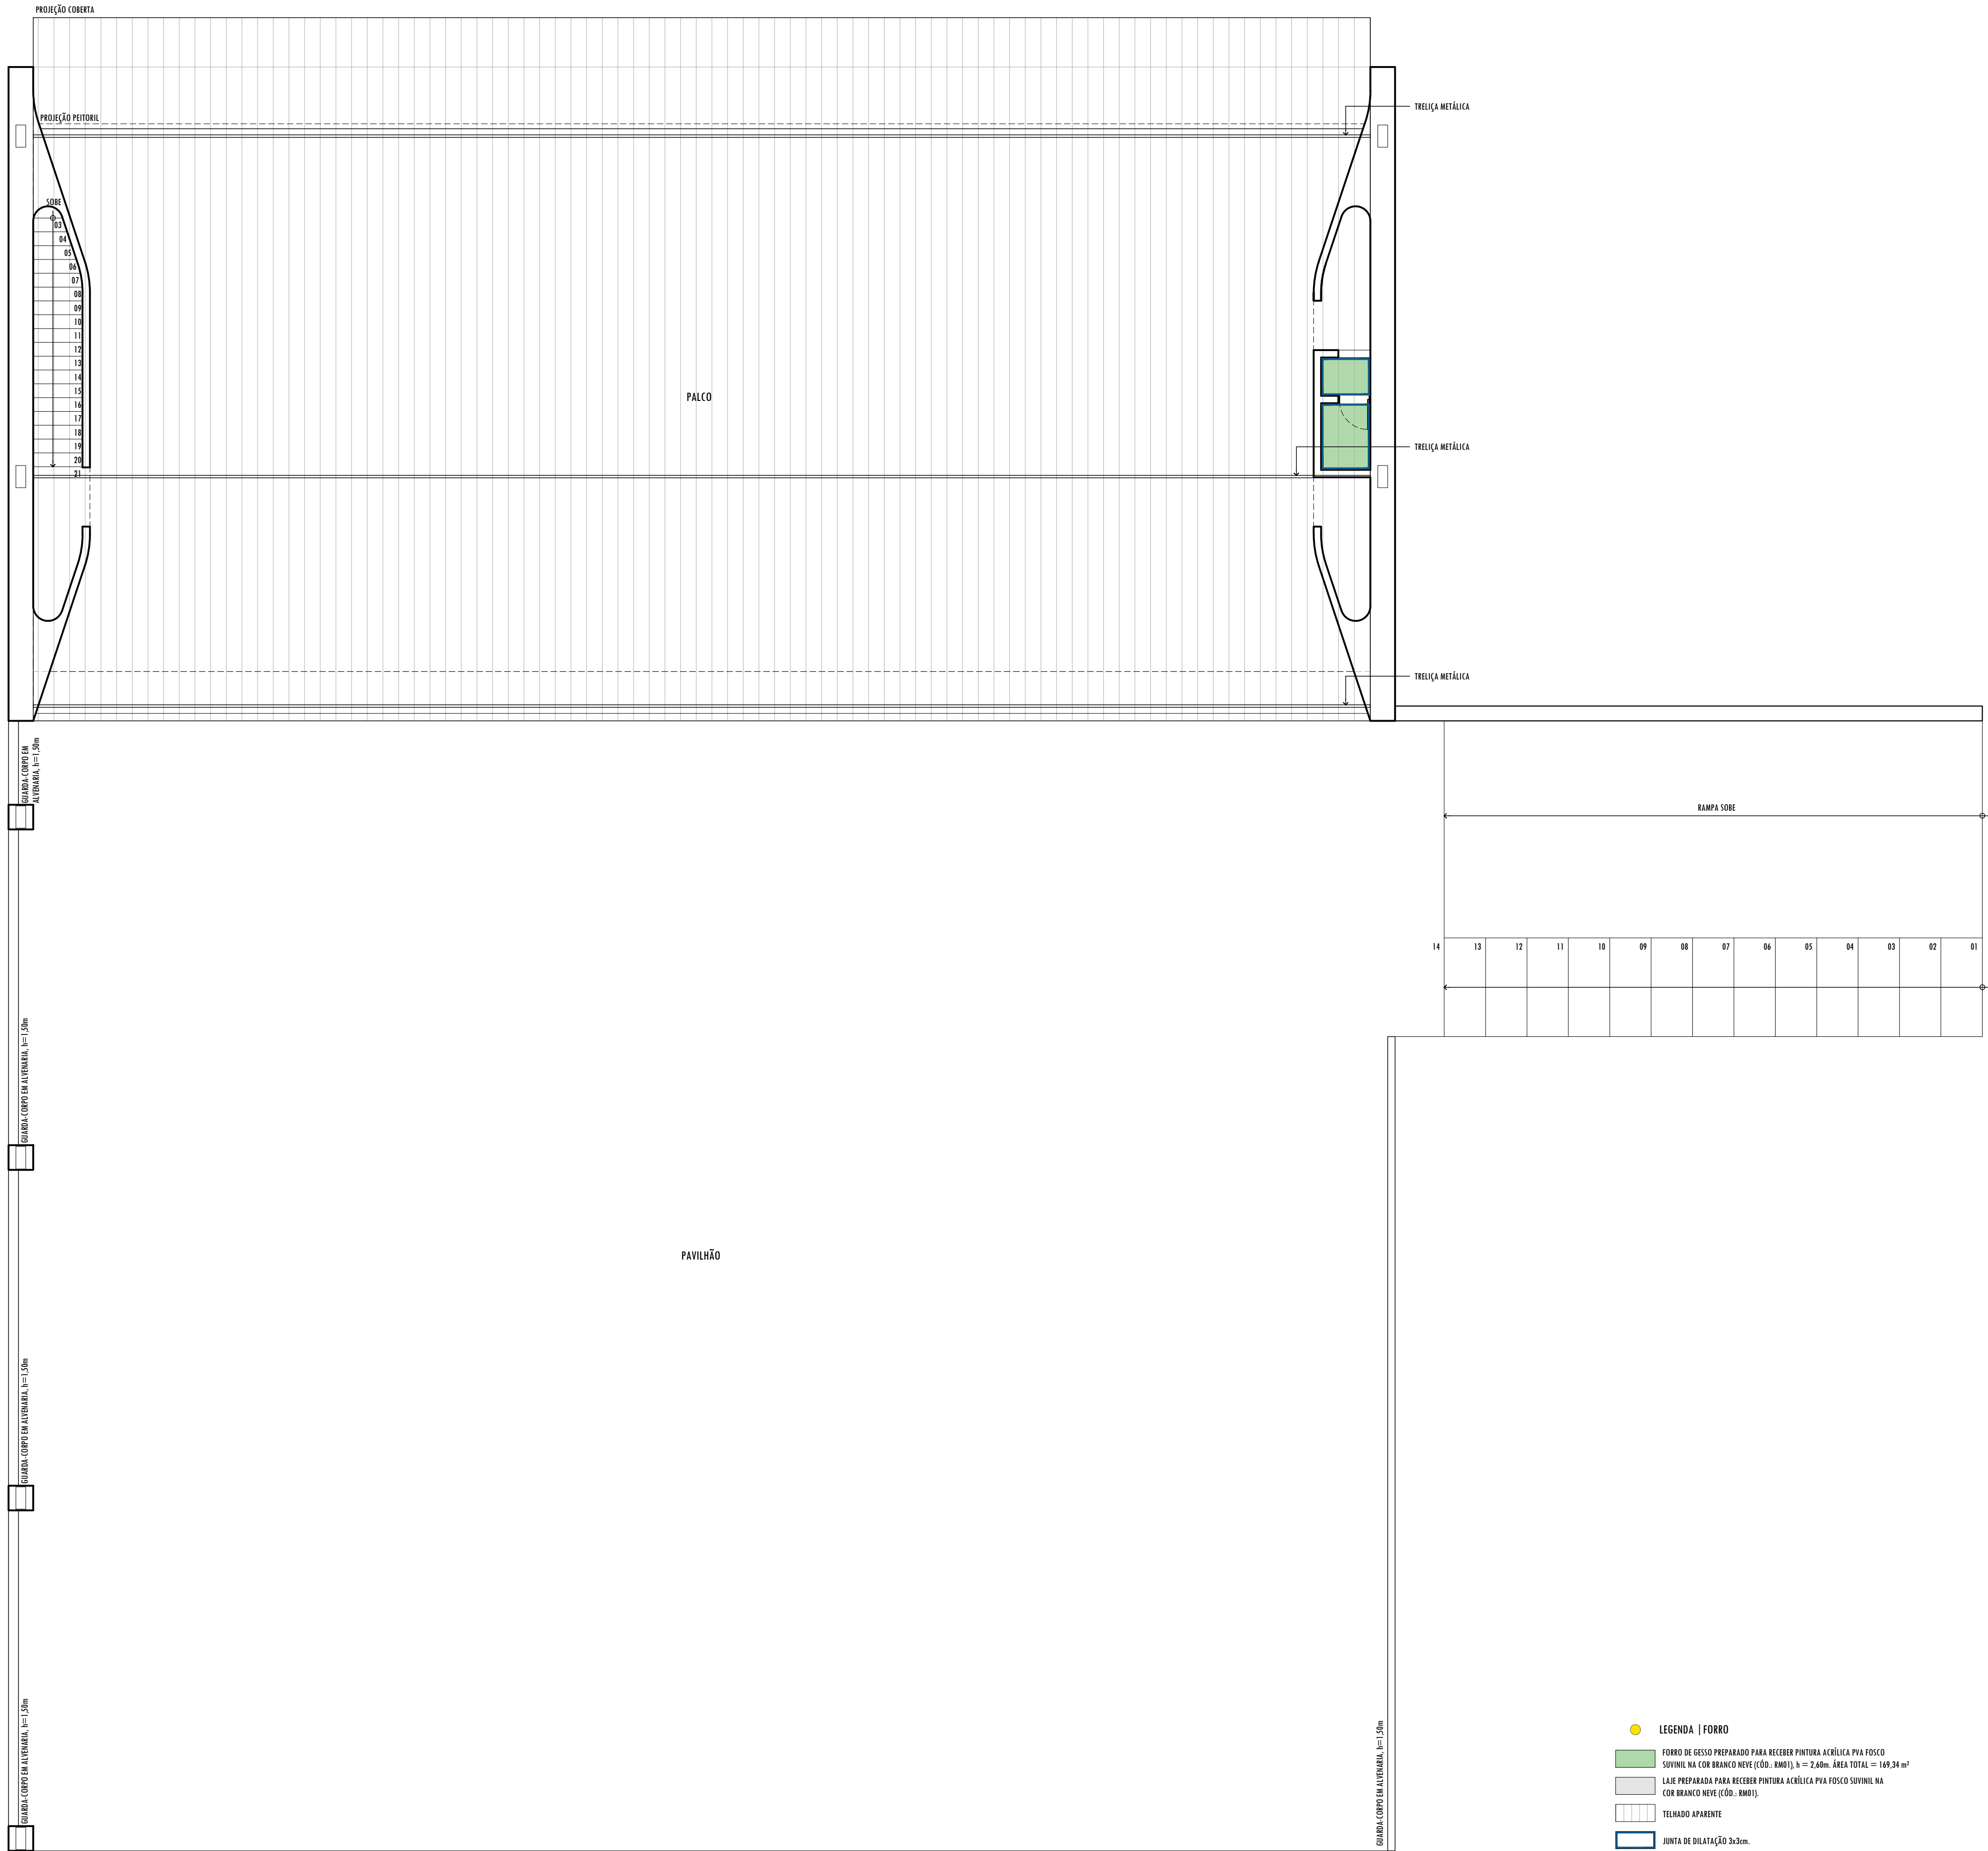 PROJEÇÃO COBERTA
TRELIÇA METÁLICA
PROJEÇÃO PEITORIL
SOBE
03
04
05
06
07
08
09
10
11
12
13
14
15
16
17
18
19
20
21
PALCO
TRELIÇA METÁLICA
TRELIÇA METÁLICA
GUARDA-CORPO EM
ALVENARIA, h=1,50m
RAMPA SOBE
14 13 12 11 10 09 08 07 06 05 04 03 02 01
GUARDA-CORPO EM ALVENARIA, h=1,50m
PAVILHÃO
GUARDA-CORPO EM ALVENARIA, h=1,50m
GUARDA-CORPO EM ALVENARIA, h=1,50m
GUARDA-CORPO EM ALVENARIA, h=1,50m
LEGENDA | FORRO
FORRO DE GESSO PREPARADO PARA RECEBER PINTURA ACRÍLICA PVA FOSCO
SUVINIL NA COR BRANCO NEVE (CÓD.: RM01), h = 2,60m. ÁREA TOTAL = 169,34 m²
LAJE PREPARADA PARA RECEBER PINTURA ACRÍLICA PVA FOSCO SUVINIL NA
COR BRANCO NEVE (CÓD.: RM01).
TELHADO APARENTE
JUNTA DE DILATAÇÃO 3x3cm.